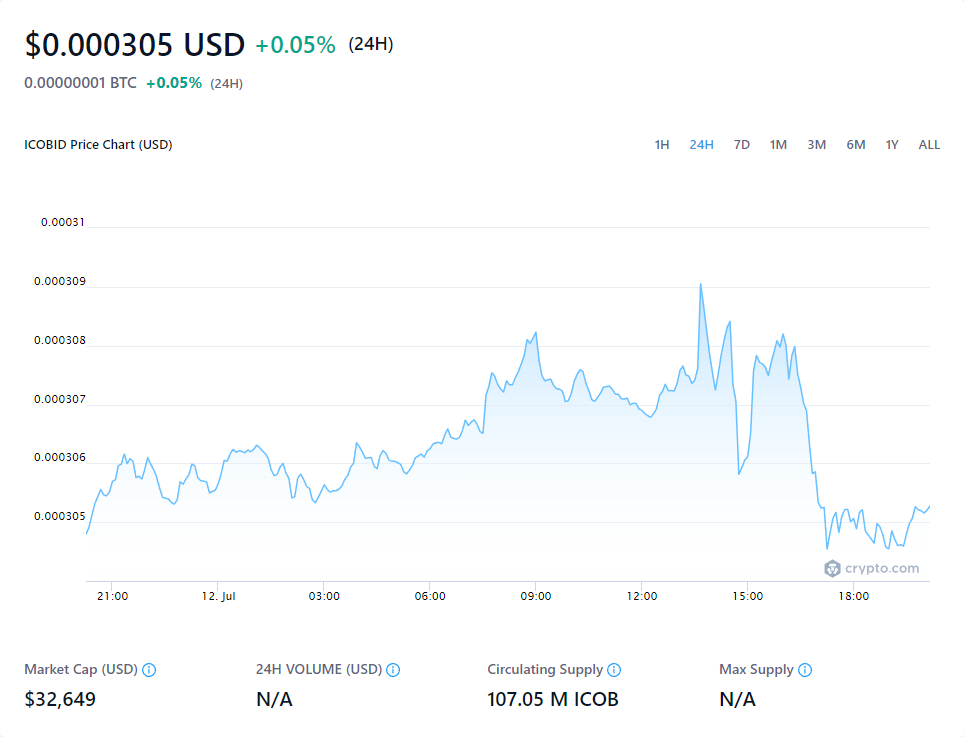 $0.000305 USD +0.05% (24H)
0.00000001 BTC +0.05% (24H)
ICOBID Price Chart (USD) 1H 24H 7D 1M 3M 6M 1Y ALL
0.00031
0.000309
0.000308
0.000307
0.000306
0.000305
crypto.com
21:00 12. Jul 03:00 06:00 09:00 12:00 15:00 18:00
Market Cap (USD) 24H VOLUME (USD) Circulating Supply Max Supply
$32,649 N/A 107.05 M ICOB N/A